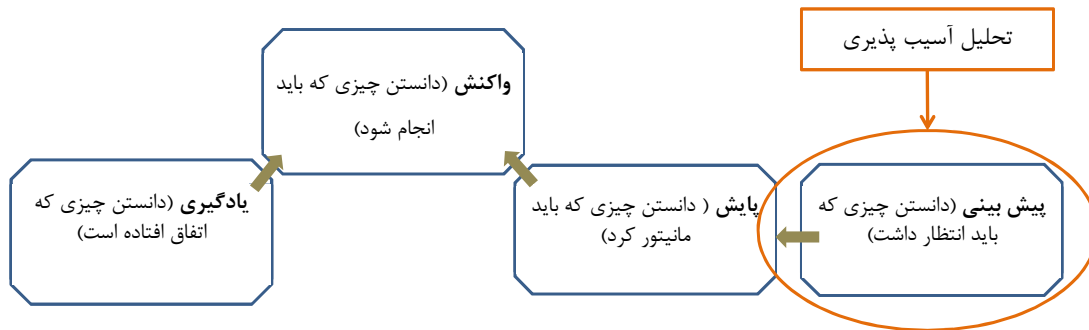 تحلیل آسیب پذیری
واکنش (دانستن چیزی که باید
انجام شود)
پیش بینی (دانستن چیزی که
باید انتظار داشت)
پایش ( دانستن چیزی که باید
مانیتور کرد)
یادگیری (دانستن چیزی که
اتفاق افتاده است)